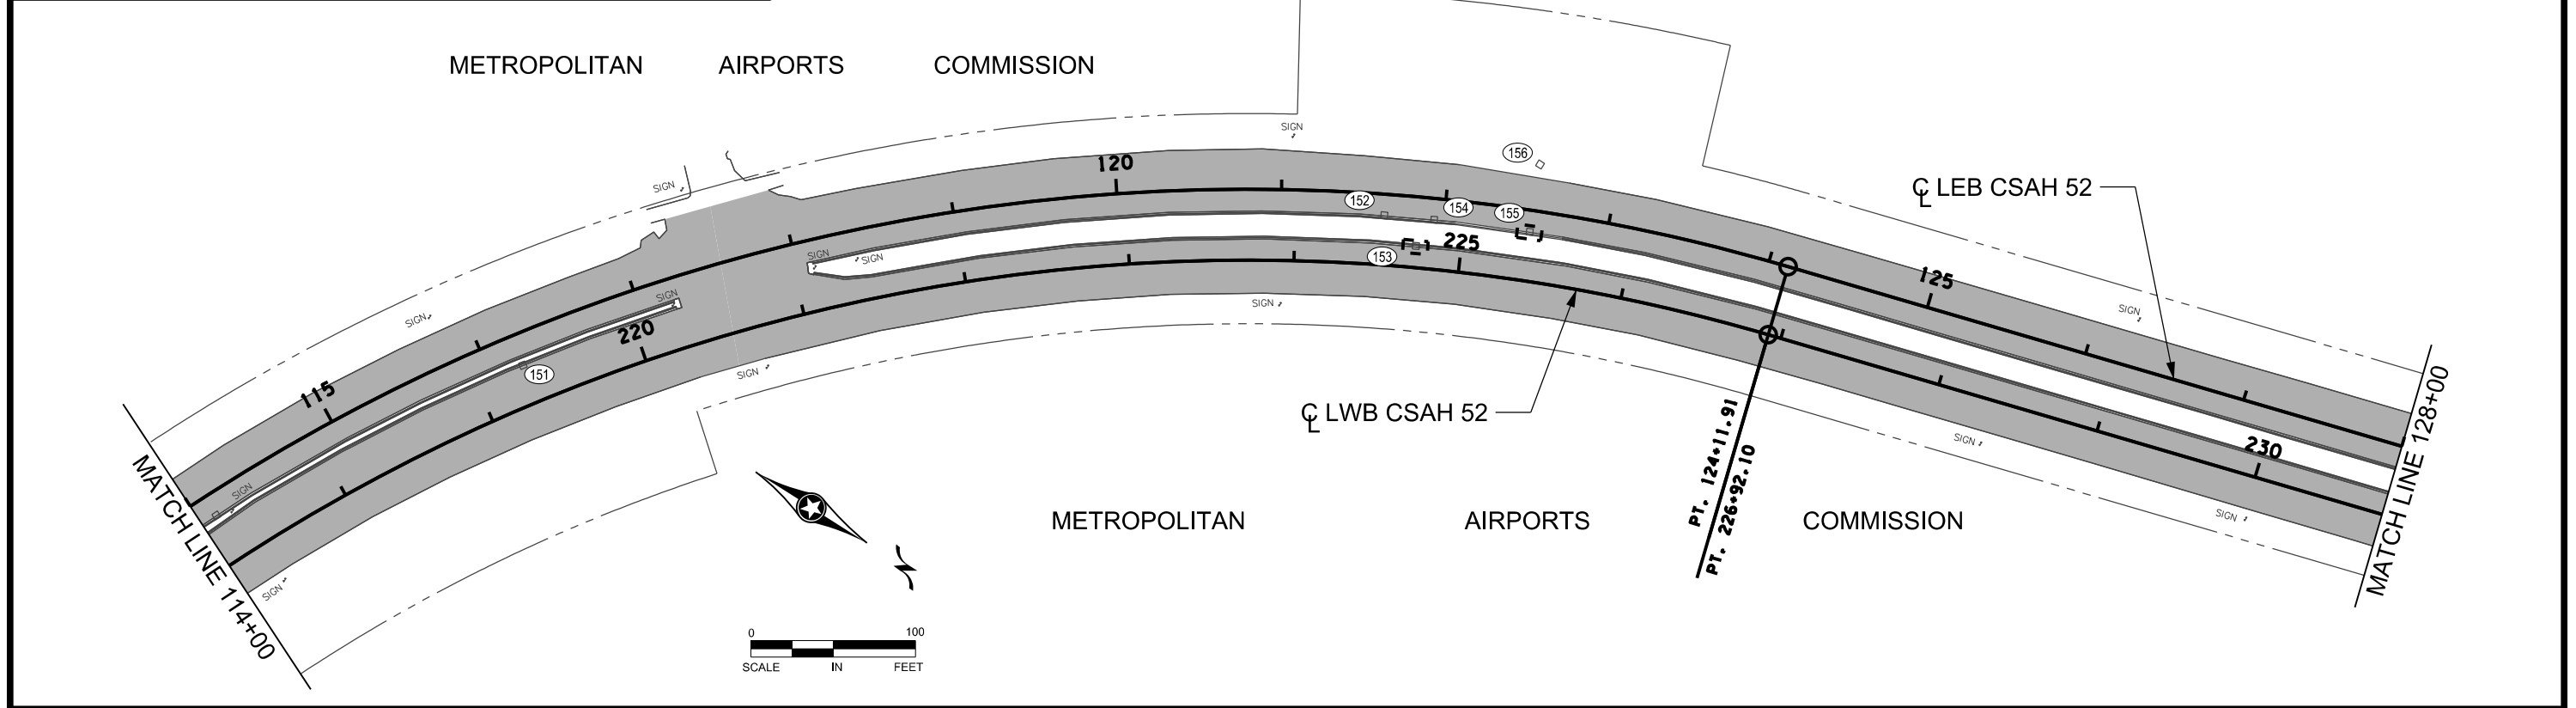 METROPOLITAN AIRPORTS COMMISSION
SIGN
120
156
SIGN
152
154
155
℄ LEB CSAH 52
225
153
SIGN
SIGN
125
SIGN
SIGN
SIGN
SIGN
220
SIGN
151
SIGN
115
℄ LWB CSAH 52
MATCH LINE 128+00
230
SIGN
SIGN
SIGN
MATCH LINE 114+00
SIGN
PT. 124+11.91
PT. 226+92.10
METROPOLITAN AIRPORTS COMMISSION
N
0 100
SCALE IN FEET